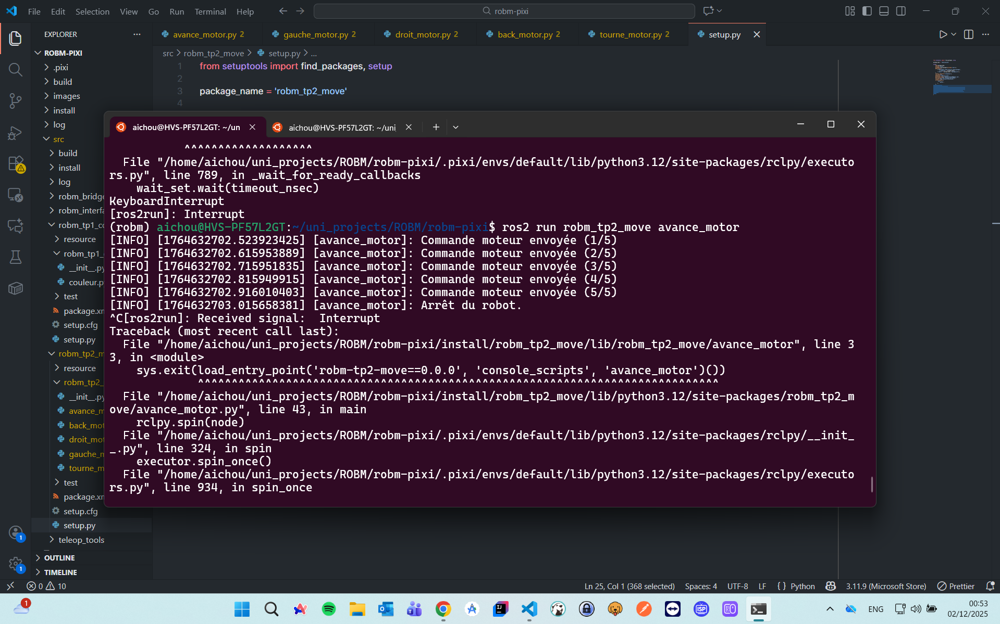 File Edit Selection View Go Run Terminal Help
robm-pixi
EXPLORER
avance_motor.py 2
gauche_motor.py 2
droit_motor.py 2
back_motor.py 2
tourne_motor.py 2
setup.py
ROBM-PIXI
src > robm_tp2_move > setup.py > ...
.pixi
build
images
install
log
src
build
install
log
robm_bridge
robm_interfa
robm_tp1_co
resource
robm_tp1_
__init__.py
couleur.p
test
package.xm
setup.cfg
setup.py
robm_tp2_m
resource
robm_tp2_
__init__.py
avance_m
back_mot
droit_mot
gauche_m
tourne_m
test
package.xm
setup.cfg
setup.py
teleop_tools
OUTLINE
TIMELINE
1 from setuptools import find_packages, setup
2
3 package_name = 'robm_tp2_move'
4
aichou@HVS-PF57L2GT: ~/un
aichou@HVS-PF57L2GT: ~/uni
^^^^^^^^^^^^^^^^^^^
File "/home/aichou/uni_projects/ROBM/robm-pixi/.pixi/envs/default/lib/python3.12/site-packages/rclpy/executo
rs.py", line 789, in _wait_for_ready_callbacks
wait_set.wait(timeout_nsec)
KeyboardInterrupt
[ros2run]: Interrupt
(robm) aichou@HVS-PF57L2GT:~/uni_projects/ROBM/robm-pixi$ ros2 run robm_tp2_move avance_motor
[INFO] [1764632702.523923425] [avance_motor]: Commande moteur envoyée (1/5)
[INFO] [1764632702.615953889] [avance_motor]: Commande moteur envoyée (2/5)
[INFO] [1764632702.715951835] [avance_motor]: Commande moteur envoyée (3/5)
[INFO] [1764632702.815949915] [avance_motor]: Commande moteur envoyée (4/5)
[INFO] [1764632702.916010403] [avance_motor]: Commande moteur envoyée (5/5)
[INFO] [1764632703.015658381] [avance_motor]: Arrêt du robot.
^C[ros2run]: Received signal:  Interrupt
Traceback (most recent call last):
File "/home/aichou/uni_projects/ROBM/robm-pixi/install/robm_tp2_move/lib/robm_tp2_move/avance_motor", line 3
3, in <module>
sys.exit(load_entry_point('robm-tp2-move==0.0.0', 'console_scripts', 'avance_motor')())
^^^^^^^^^^^^^^^^^^^^^^^^^^^^^^^^^^^^^^^^^^^^^^^^^^^^^^^^^^^^^^^^^^^^^^^^^^^^^
File "/home/aichou/uni_projects/ROBM/robm-pixi/install/robm_tp2_move/lib/python3.12/site-packages/robm_tp2_m
ove/avance_motor.py", line 43, in main
rclpy.spin(node)
File "/home/aichou/uni_projects/ROBM/robm-pixi/.pixi/envs/default/lib/python3.12/site-packages/rclpy/__init_
_.py", line 324, in spin
executor.spin_once()
File "/home/aichou/uni_projects/ROBM/robm-pixi/.pixi/envs/default/lib/python3.12/site-packages/rclpy/executo
rs.py", line 934, in spin_once
1
1
0 10
Ln 25, Col 1 (368 selected) Spaces: 4 UTF-8 LF { } Python 3.11.9 (Microsoft Store) Prettier
1
ENG
00:53
02/12/2025